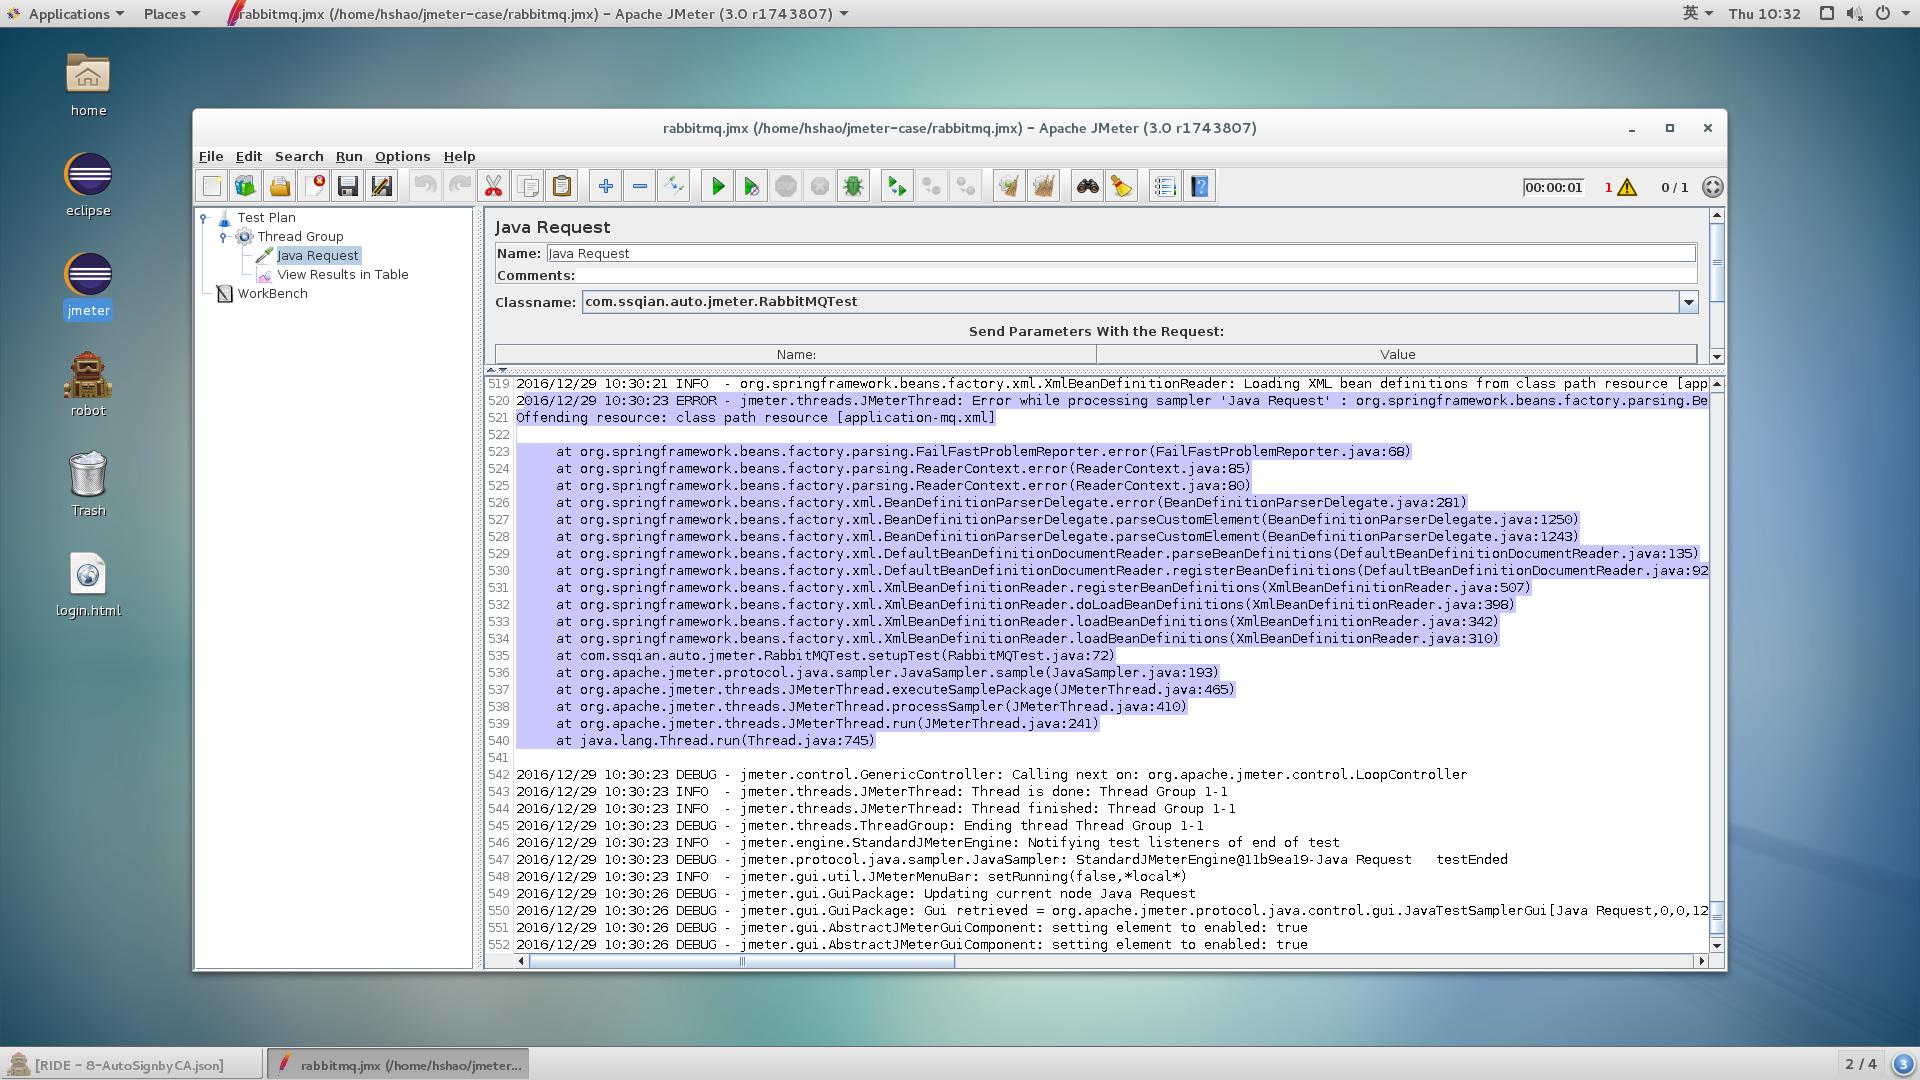 Applications Places rabbitmq.jmx (/home/hshao/jmeter-case/rabbitmq.jmx) – Apache JMeter (3.0 r1743807) 英 Thu 10:32
home
eclipse
jmeter
robot
Trash
login.html
rabbitmq.jmx (/home/hshao/jmeter-case/rabbitmq.jmx) – Apache JMeter (3.0 r1743807)
File Edit Search Run Options Help
STOP 00:00:01 1 0 / 1
Test Plan
Thread Group
Java Request
View Results in Table
WorkBench
Java Request
Name: Java Request
Comments:
Classname: com.ssqian.auto.jmeter.RabbitMQTest
Send Parameters With the Request:
Name: Value
519 2016/12/29 10:30:21 INFO  - org.springframework.beans.factory.xml.XmlBeanDefinitionReader: Loading XML bean definitions from class path resource [app
520 2016/12/29 10:30:23 ERROR - jmeter.threads.JMeterThread: Error while processing sampler 'Java Request' : org.springframework.beans.factory.parsing.Be
521 Offending resource: class path resource [application-mq.xml]
522
523 at org.springframework.beans.factory.parsing.FailFastProblemReporter.error(FailFastProblemReporter.java:68)
524 at org.springframework.beans.factory.parsing.ReaderContext.error(ReaderContext.java:85)
525 at org.springframework.beans.factory.parsing.ReaderContext.error(ReaderContext.java:80)
526 at org.springframework.beans.factory.xml.BeanDefinitionParserDelegate.error(BeanDefinitionParserDelegate.java:281)
527 at org.springframework.beans.factory.xml.BeanDefinitionParserDelegate.parseCustomElement(BeanDefinitionParserDelegate.java:1250)
528 at org.springframework.beans.factory.xml.BeanDefinitionParserDelegate.parseCustomElement(BeanDefinitionParserDelegate.java:1243)
529 at org.springframework.beans.factory.xml.DefaultBeanDefinitionDocumentReader.parseBeanDefinitions(DefaultBeanDefinitionDocumentReader.java:135)
530 at org.springframework.beans.factory.xml.DefaultBeanDefinitionDocumentReader.registerBeanDefinitions(DefaultBeanDefinitionDocumentReader.java:92
531 at org.springframework.beans.factory.xml.XmlBeanDefinitionReader.registerBeanDefinitions(XmlBeanDefinitionReader.java:507)
532 at org.springframework.beans.factory.xml.XmlBeanDefinitionReader.doLoadBeanDefinitions(XmlBeanDefinitionReader.java:398)
533 at org.springframework.beans.factory.xml.XmlBeanDefinitionReader.loadBeanDefinitions(XmlBeanDefinitionReader.java:342)
534 at org.springframework.beans.factory.xml.XmlBeanDefinitionReader.loadBeanDefinitions(XmlBeanDefinitionReader.java:310)
535 at com.ssqian.auto.jmeter.RabbitMQTest.setupTest(RabbitMQTest.java:72)
536 at org.apache.jmeter.protocol.java.sampler.JavaSampler.sample(JavaSampler.java:193)
537 at org.apache.jmeter.threads.JMeterThread.executeSamplePackage(JMeterThread.java:465)
538 at org.apache.jmeter.threads.JMeterThread.processSampler(JMeterThread.java:410)
539 at org.apache.jmeter.threads.JMeterThread.run(JMeterThread.java:241)
540 at java.lang.Thread.run(Thread.java:745)
541
542 2016/12/29 10:30:23 DEBUG - jmeter.control.GenericController: Calling next on: org.apache.jmeter.control.LoopController
543 2016/12/29 10:30:23 INFO  - jmeter.threads.JMeterThread: Thread is done: Thread Group 1-1
544 2016/12/29 10:30:23 INFO  - jmeter.threads.JMeterThread: Thread finished: Thread Group 1-1
545 2016/12/29 10:30:23 DEBUG - jmeter.threads.ThreadGroup: Ending thread Thread Group 1-1
546 2016/12/29 10:30:23 INFO  - jmeter.engine.StandardJMeterEngine: Notifying test listeners of end of test
547 2016/12/29 10:30:23 DEBUG - jmeter.protocol.java.sampler.JavaSampler: StandardJMeterEngine@11b9ea19-Java Request   testEnded
548 2016/12/29 10:30:23 INFO  - jmeter.gui.util.JMeterMenuBar: setRunning(false,*local*)
549 2016/12/29 10:30:26 DEBUG - jmeter.gui.GuiPackage: Updating current node Java Request
550 2016/12/29 10:30:26 DEBUG - jmeter.gui.GuiPackage: Gui retrieved = org.apache.jmeter.protocol.java.control.gui.JavaTestSamplerGui[Java Request,0,0,12
551 2016/12/29 10:30:26 DEBUG - jmeter.gui.AbstractJMeterGuiComponent: setting element to enabled: true
552 2016/12/29 10:30:26 DEBUG - jmeter.gui.AbstractJMeterGuiComponent: setting element to enabled: true
[RIDE – 8–AutoSignbyCA.json] rabbitmq.jmx (/home/hshao/jmeter... 2 / 4 3